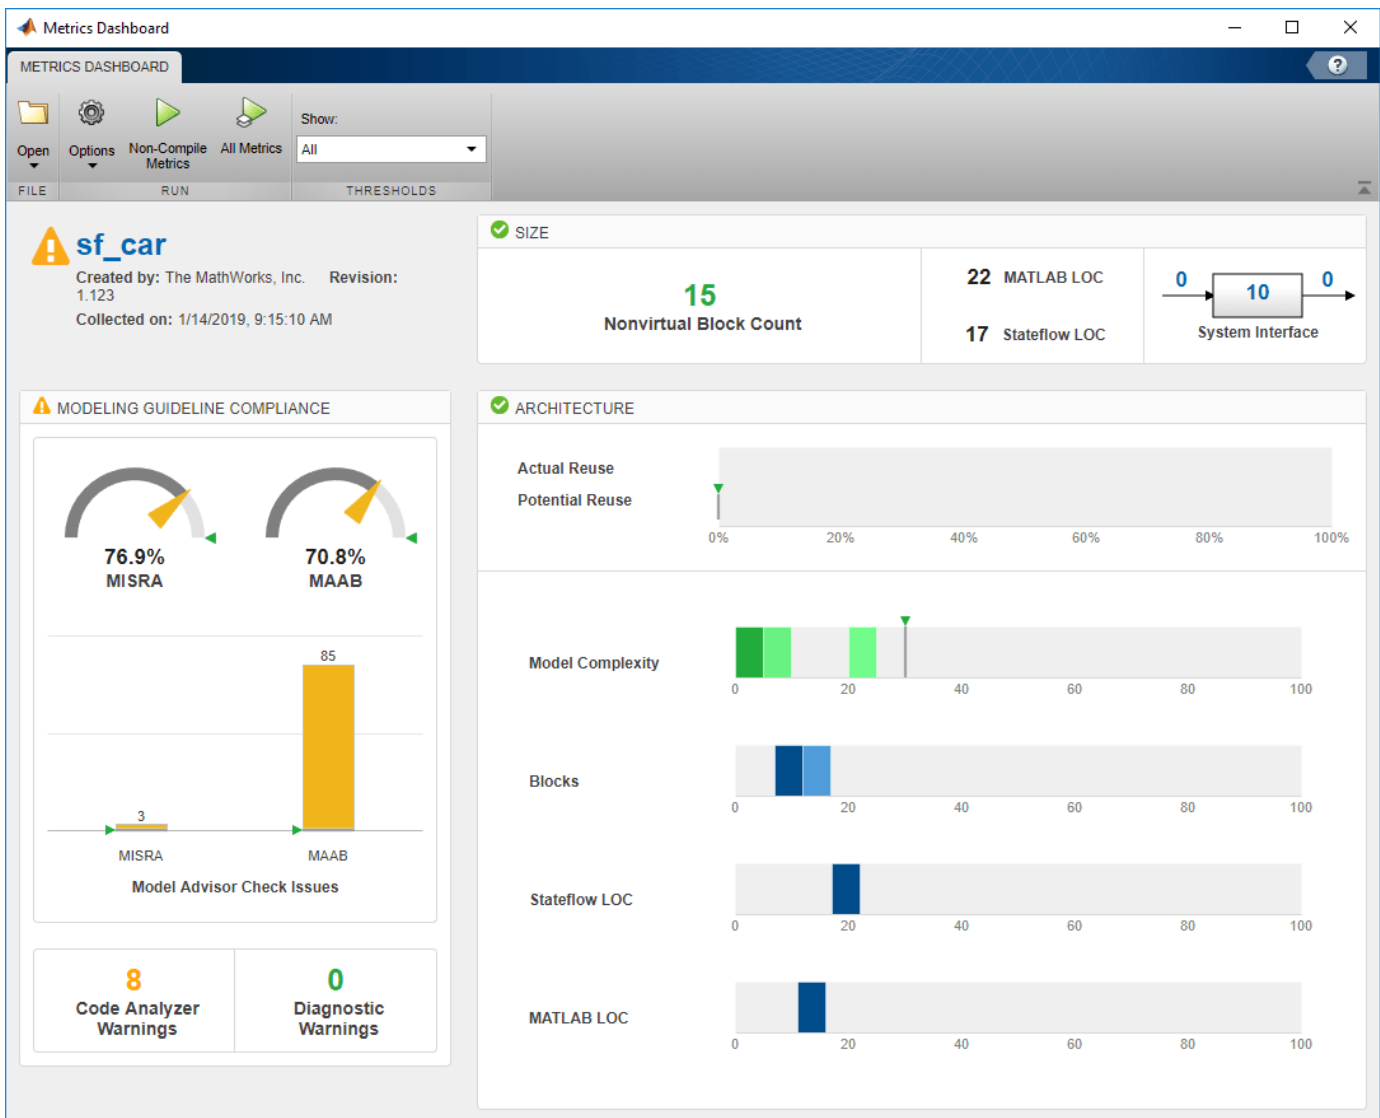 Metrics Dashboard
METRICS DASHBOARD
?
Open
Options
Non-Compile
Metrics
All Metrics
Show:
All
FILE
RUN
THRESHOLDS
sf_car
Created by: The MathWorks, Inc. Revision:
1.123
Collected on: 1/14/2019, 9:15:10 AM
SIZE
15
Nonvirtual Block Count
22 MATLAB LOC
17 Stateflow LOC
0 10 0
System Interface
MODELING GUIDELINE COMPLIANCE
76.9%
MISRA
70.8%
MAAB
85
3
MISRA MAAB
Model Advisor Check Issues
8
Code Analyzer
Warnings
0
Diagnostic
Warnings
ARCHITECTURE
Actual Reuse
Potential Reuse
0% 20% 40% 60% 80% 100%
Model Complexity
0 20 40 60 80 100
Blocks
0 20 40 60 80 100
Stateflow LOC
0 20 40 60 80 100
MATLAB LOC
0 20 40 60 80 100